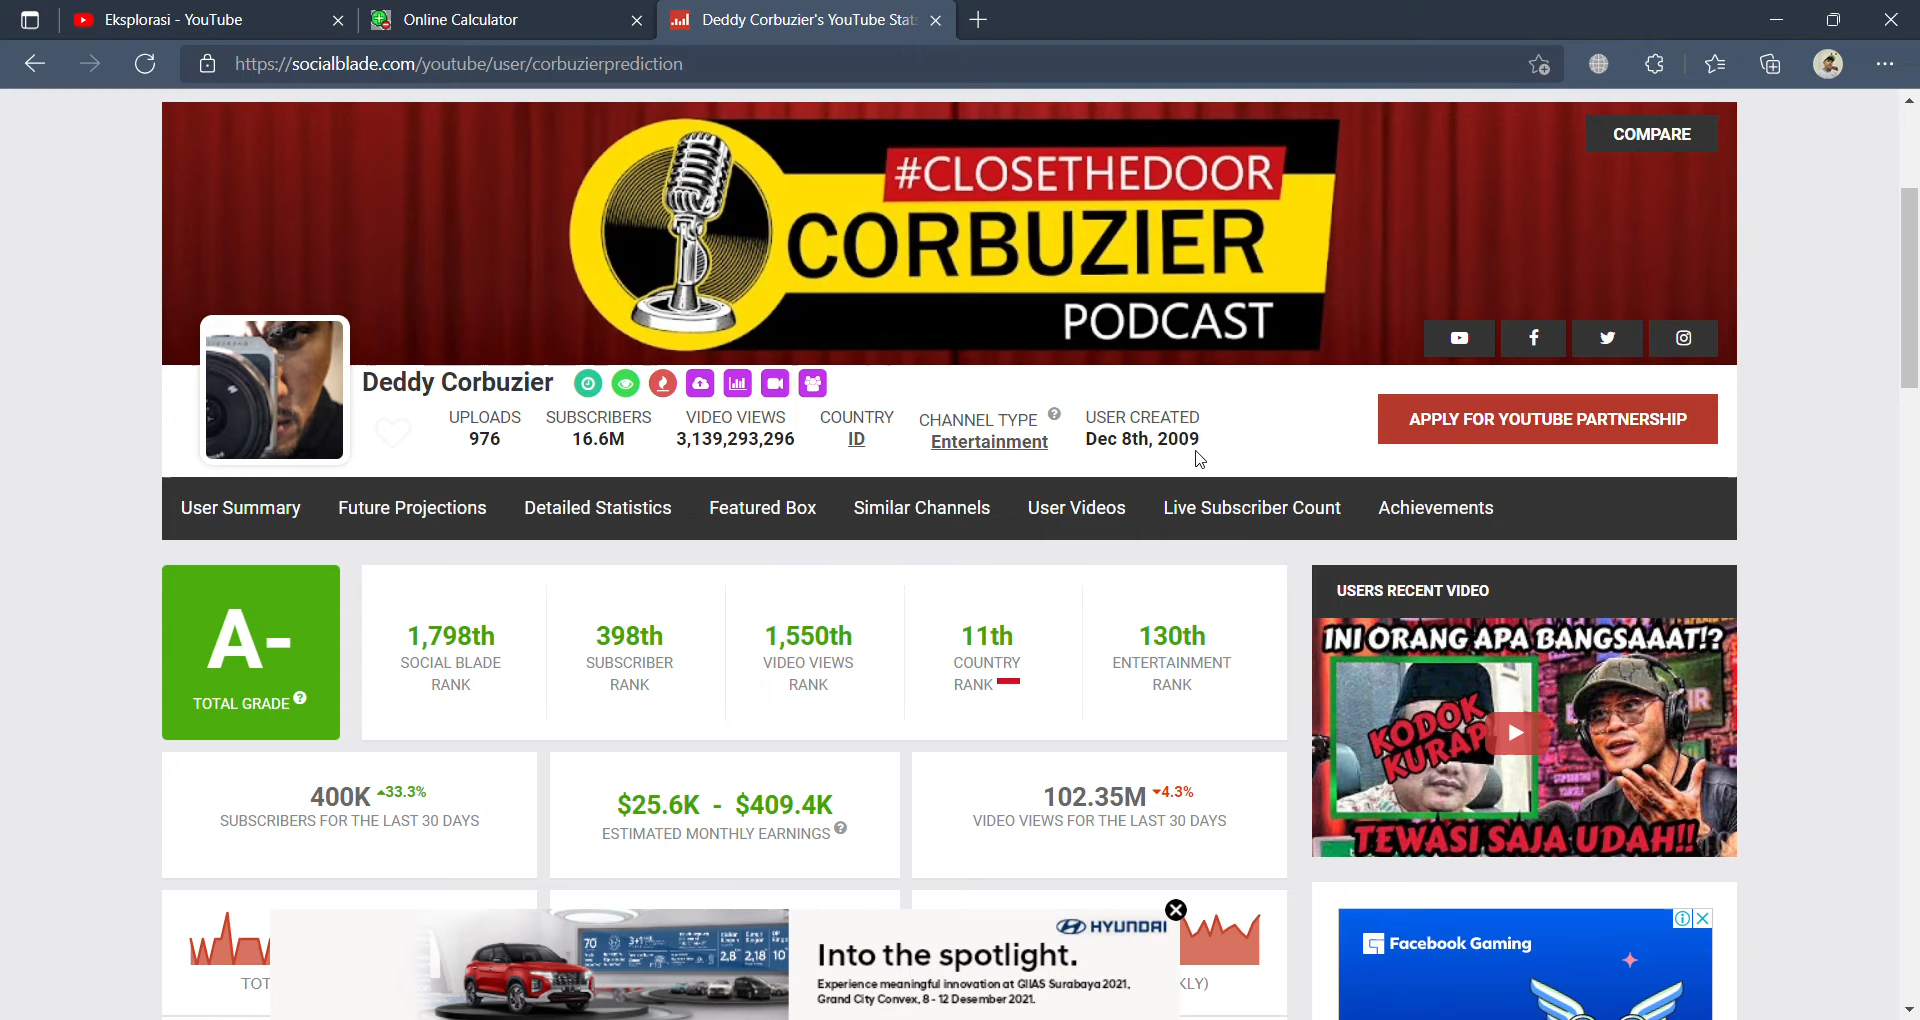 Eksplorasi - YouTube
Online Calculator
Deddy Corbuzier's YouTube Stat
https://socialblade.com/youtube/user/corbuzierprediction
COMPARE
#CLOSETHEDOOR
CORBUZIER
PODCAST
Deddy Corbuzier
UPLOADS
976
SUBSCRIBERS
16.6M
VIDEO VIEWS
3,139,293,296
COUNTRY
ID
CHANNEL TYPE
Entertainment
USER CREATED
Dec 8th, 2009
APPLY FOR YOUTUBE PARTNERSHIP
User Summary
Future Projections
Detailed Statistics
Featured Box
Similar Channels
User Videos
Live Subscriber Count
Achievements
A-
TOTAL GRADE
1,798th
SOCIAL BLADE
RANK
398th
SUBSCRIBER
RANK
1,550th
VIDEO VIEWS
RANK
11th
COUNTRY
RANK
130th
ENTERTAINMENT
RANK
USERS RECENT VIDEO
INI ORANG APA BANGSAAAT!?
KODOK
KURAP
TEWASI SAJA UDAH!!
400K 33.3%
SUBSCRIBERS FOR THE LAST 30 DAYS
$25.6K - $409.4K
ESTIMATED MONTHLY EARNINGS
102.35M 4.3%
VIDEO VIEWS FOR THE LAST 30 DAYS
TOT
KLY)
HYUNDAI
Into the spotlight.
Experience meaningful innovation at GIIAS Surabaya 2021,
Grand City Convex, 8 - 12 Desember 2021.
Facebook Gaming